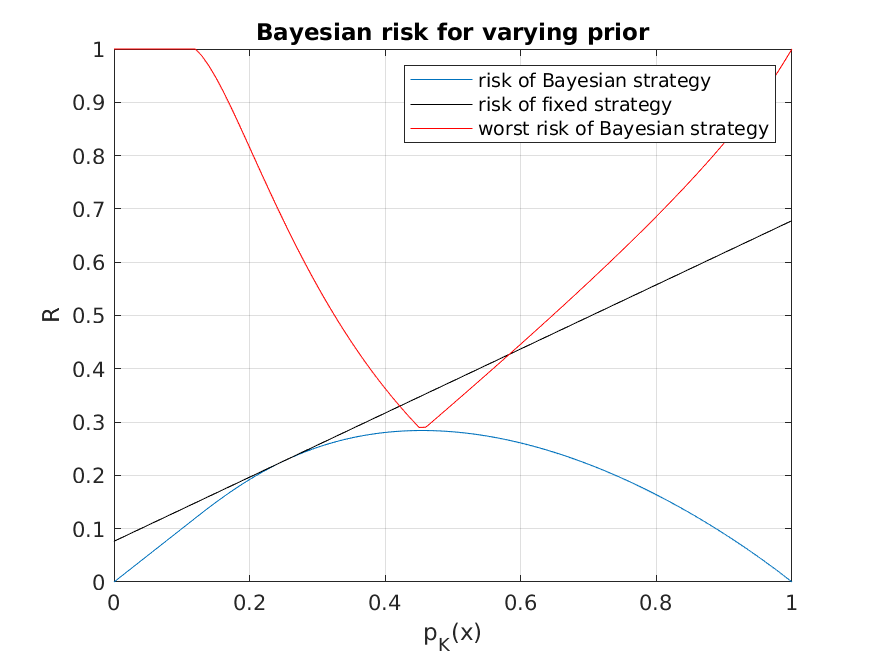 Bayesian risk for varying prior
risk of Bayesian strategy
risk of fixed strategy
worst risk of Bayesian strategy
1
0.9
0.8
0.7
0.6
0.5
0.4
0.3
0.2
0.1
0
R
0 0.2 0.4 0.6 0.8 1
p_K(x)